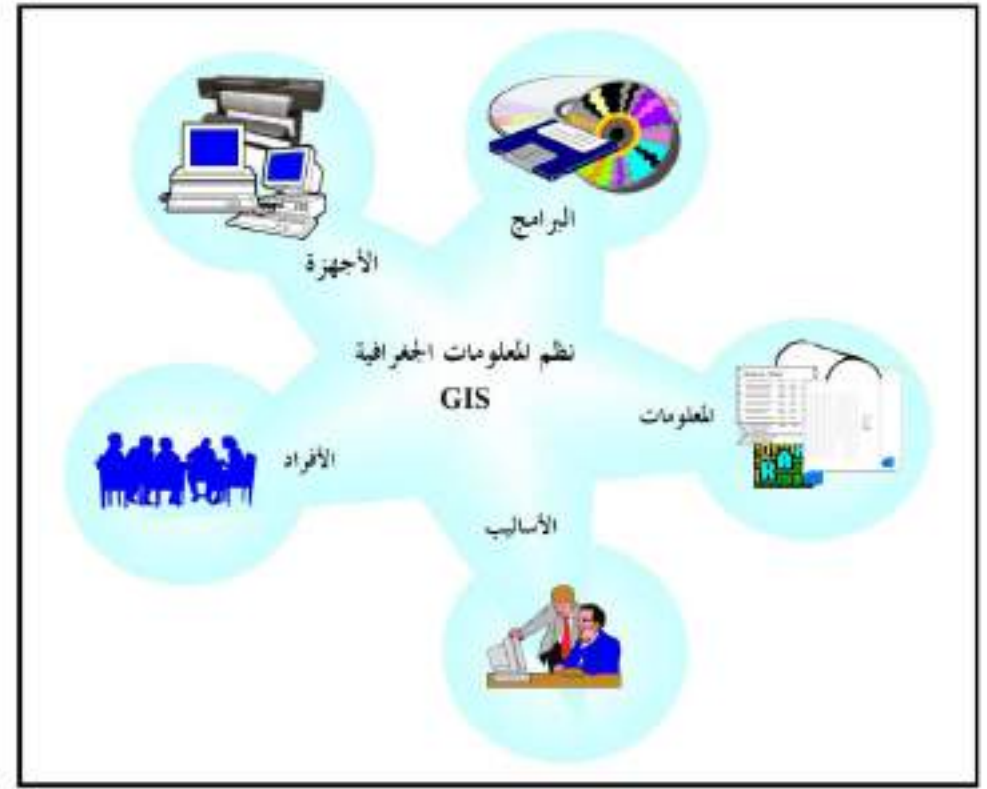 البرامج
الأجهزة
نظم المعلومات الجغرافية
GIS
المعلومات
الأفراد
الأساليب